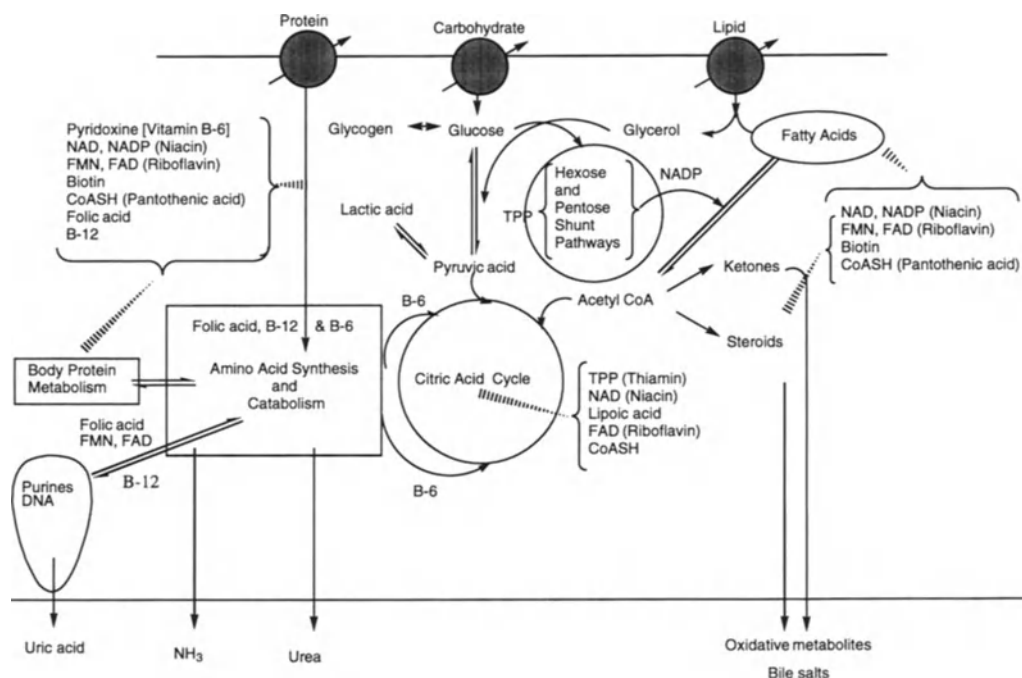 Protein
Carbohydrate
Lipid
Pyridoxine [Vitamin B-6]
NAD, NADP (Niacin)
FMN, FAD (Riboflavin)
Biotin
CoASH (Pantothenic acid)
Folic acid
B-12
Glycogen
Glucose
Glycerol
Fatty Acids
Hexose
and
Pentose
Shunt
Pathways
TPP
NADP
Lactic acid
Pyruvic acid
NAD, NADP (Niacin)
FMN, FAD (Riboflavin)
Biotin
CoASH (Pantothenic acid)
Acetyl CoA
Ketones
Steroids
B-6
Folic acid, B-12 & B-6
Body Protein
Metabolism
Amino Acid Synthesis
and
Catabolism
Citric Acid Cycle
TPP (Thiamin)
NAD (Niacin)
Lipoic acid
FAD (Riboflavin)
CoASH
Folic acid
FMN, FAD
B-12
B-6
Purines
DNA
Uric acid
NH3
Urea
Oxidative metabolites
Bile salts